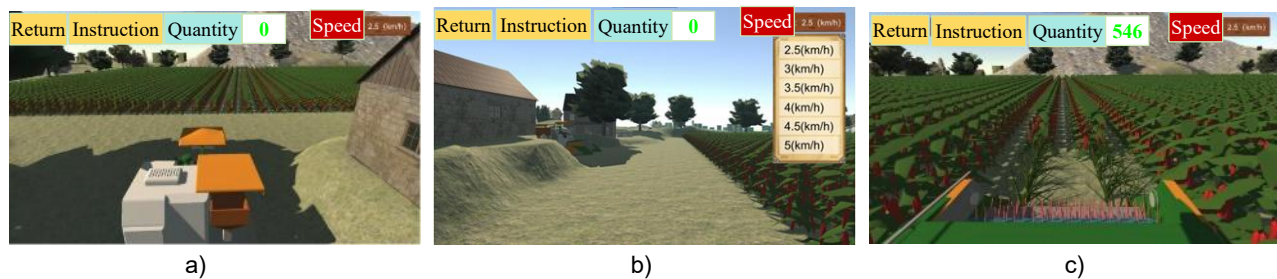 Return Instruction Quantity 0 Speed 2.5 (km/h)
Return Instruction Quantity 0 Speed 2.5 (km/h)
2.5(km/h)
3(km/h)
3.5(km/h)
4(km/h)
4.5(km/h)
5(km/h)
Return Instruction Quantity 546 Speed 2.5 (km/h)
a)
b)
c)